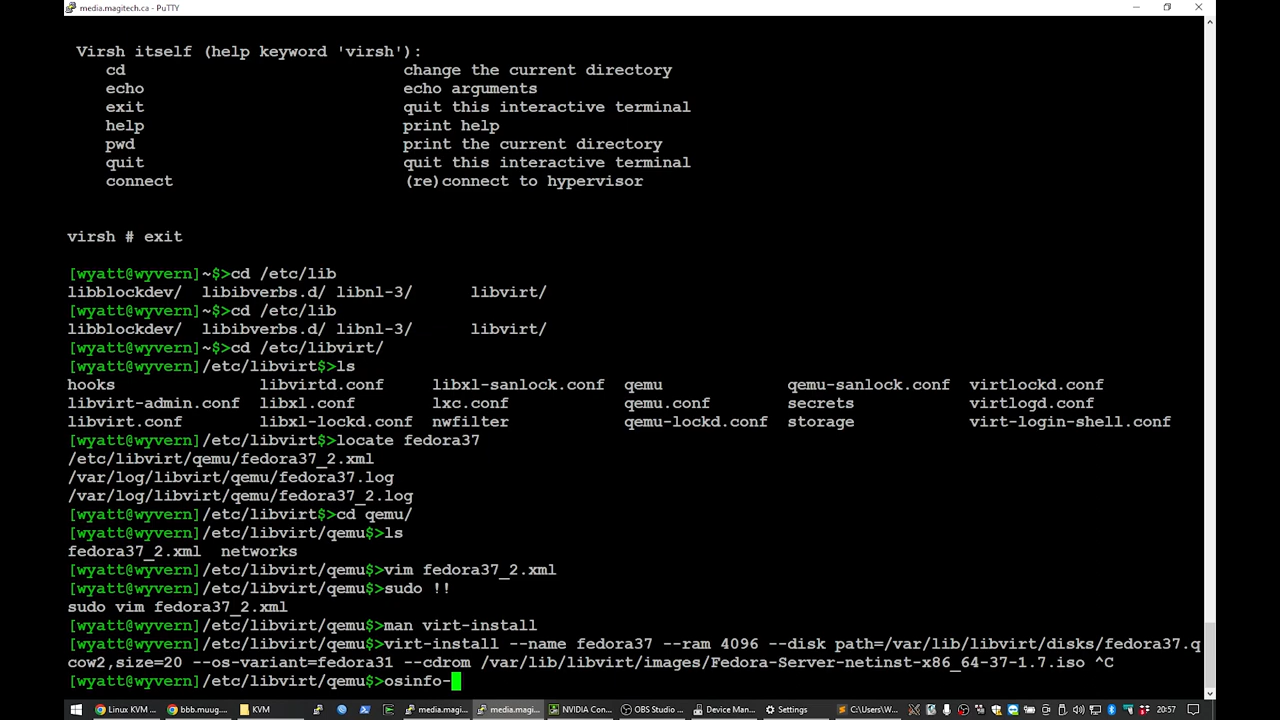 media.magitech.ca - PuTTY
Virsh itself (help keyword 'virsh'):
cd change the current directory
echo echo arguments
exit quit this interactive terminal
help print help
pwd print the current directory
quit quit this interactive terminal
connect (re)connect to hypervisor
virsh # exit
[wyatt@wyvern]~$>cd /etc/lib
libblockdev/ libibverbs.d/ libnl-3/ libvirt/
[wyatt@wyvern]~$>cd /etc/lib
libblockdev/ libibverbs.d/ libnl-3/ libvirt/
[wyatt@wyvern]~$>cd /etc/libvirt/
[wyatt@wyvern]/etc/libvirt$>ls
hooks libvirtd.conf libxl-sanlock.conf qemu qemu-sanlock.conf virtlockd.conf
libvirt-admin.conf libxl.conf lxc.conf qemu.conf secrets virtlogd.conf
libvirt.conf libxl-lockd.conf nwfilter qemu-lockd.conf storage virt-login-shell.conf
[wyatt@wyvern]/etc/libvirt$>locate fedora37
/etc/libvirt/qemu/fedora37_2.xml
/var/log/libvirt/qemu/fedora37.log
/var/log/libvirt/qemu/fedora37_2.log
[wyatt@wyvern]/etc/libvirt$>cd qemu/
[wyatt@wyvern]/etc/libvirt/qemu$>ls
fedora37_2.xml networks
[wyatt@wyvern]/etc/libvirt/qemu$>vim fedora37_2.xml
[wyatt@wyvern]/etc/libvirt/qemu$>sudo !!
sudo vim fedora37_2.xml
[wyatt@wyvern]/etc/libvirt/qemu$>man virt-install
[wyatt@wyvern]/etc/libvirt/qemu$>virt-install --name fedora37 --ram 4096 --disk path=/var/lib/libvirt/disks/fedora37.q
cow2,size=20 --os-variant=fedora31 --cdrom /var/lib/libvirt/images/Fedora-Server-netinst-x86_64-37-1.7.iso ^C
[wyatt@wyvern]/etc/libvirt/qemu$>osinfo-
Linux KVM ... bbb.muug.... KVM media.magi... media.magi... NVIDIA Con... OBS Studio ... Device Man... Settings C:\Users\W... 20:57